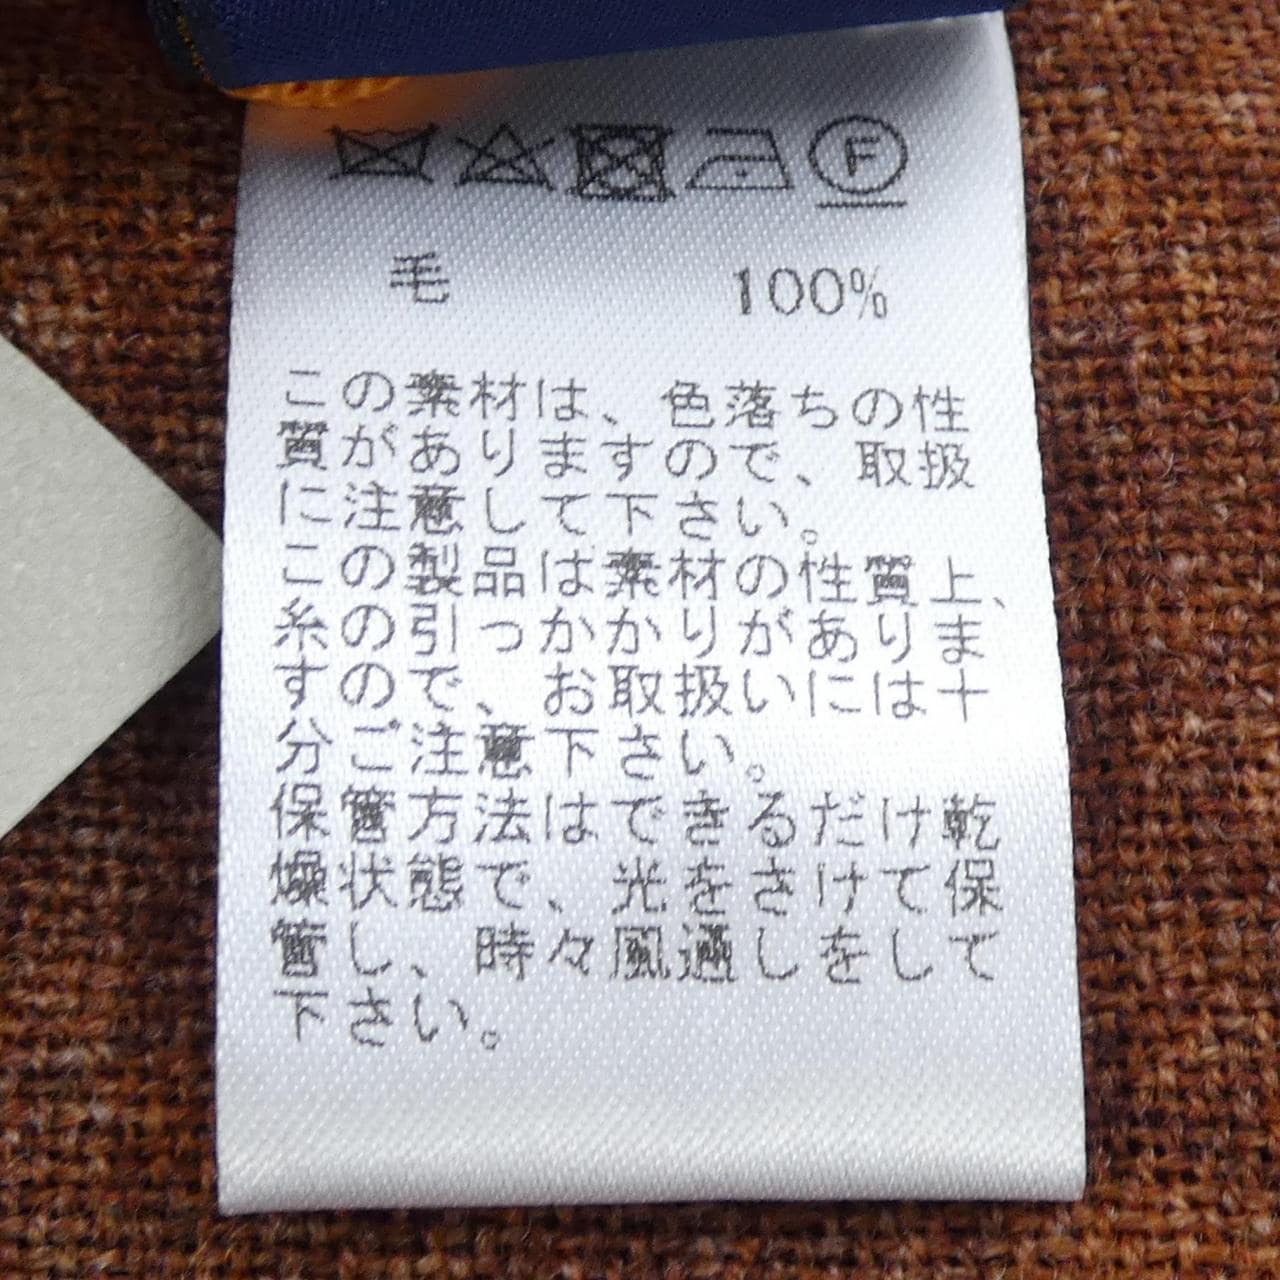 F
毛 100%
この素材は、色落ちの性
質がありますので、取扱
に注意して下さい。
この製品は素材の性質上、
糸の引っかかりがありま
すので、お取扱いには十
分ご注意下さい。
保管方法はできるだけ乾
燥状態で、光をさけて保
管し、時々風通しをして
下さい。